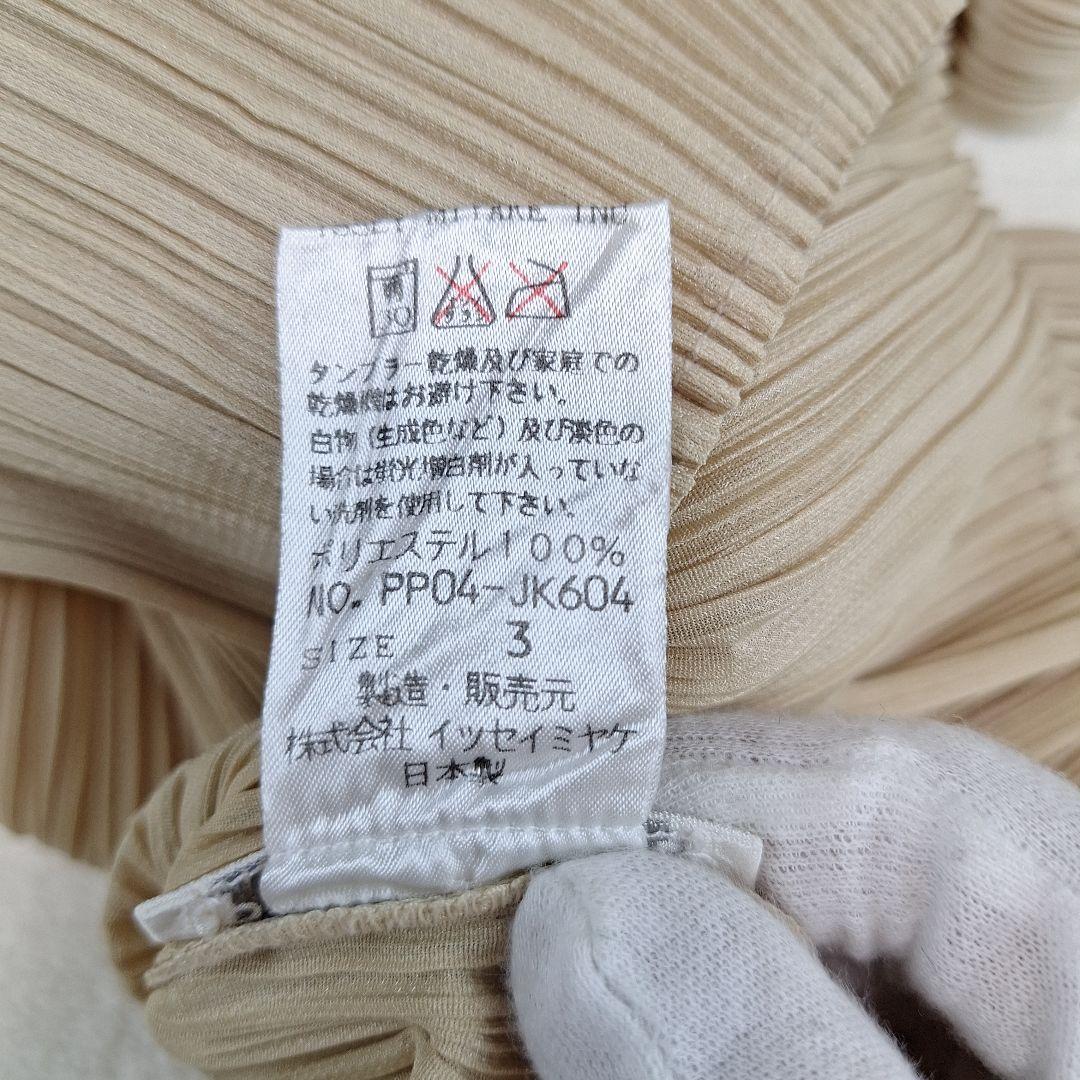 MIYAKE INC
タンブラー乾燥及び家庭での
乾燥機はお避け下さい。
白物(生成色など)及び淡色の
場合は蛍光増白剤が入っていな
い洗剤を使用して下さい。
ポリエステル100%
NO. PP04-JK604
SIZE 3
製造・販売元
株式会社イッセイミヤケ
日本製